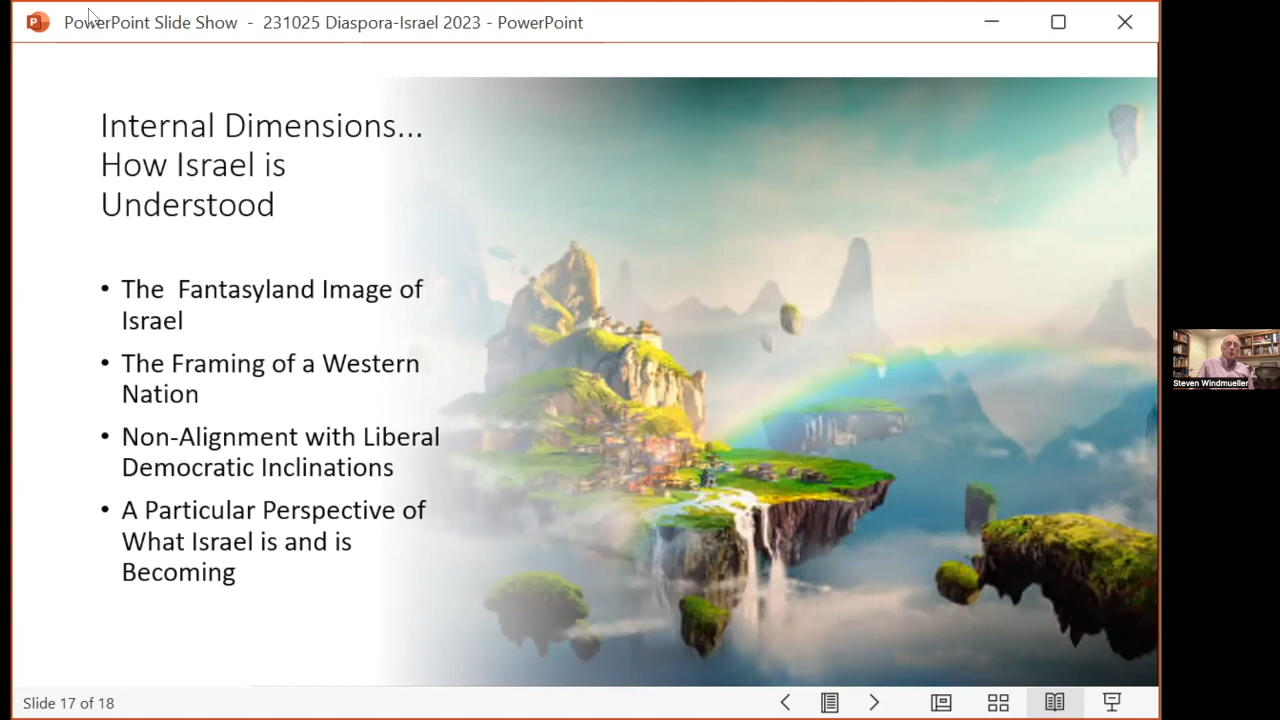 PowerPoint Slide Show - 231025 Diaspora-Israel 2023 - PowerPoint
Internal Dimensions...
How Israel is
Understood
• The Fantasyland Image of
Israel
• The Framing of a Western
Nation
• Non-Alignment with Liberal
Democratic Inclinations
• A Particular Perspective of
What Israel is and is
Becoming
Steven Windmueller
Slide 17 of 18